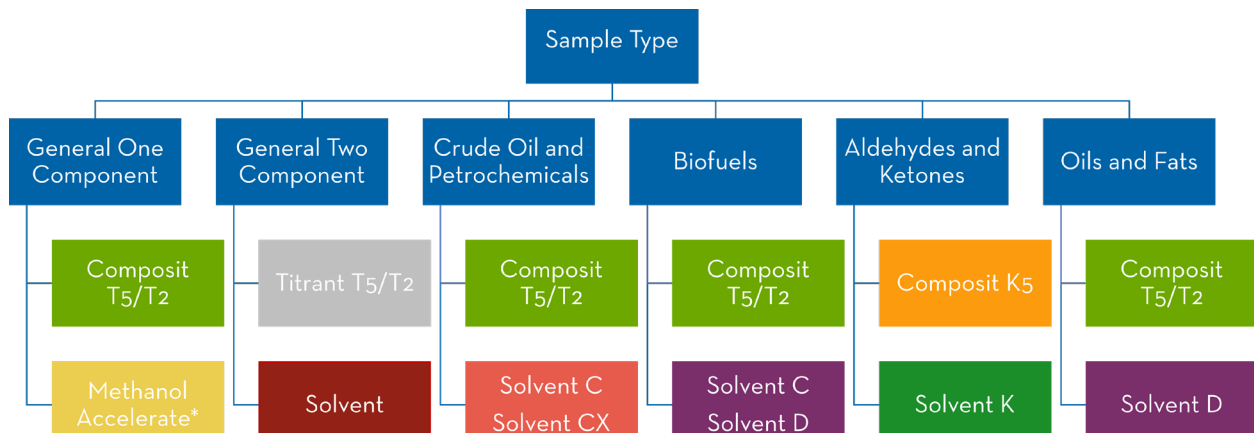 Sample Type
General One
Component
General Two
Component
Crude Oil and
Petrochemicals
Biofuels
Aldehydes and
Ketones
Oils and Fats
Composit
T5/T2
Titrant T5/T2
Composit
T5/T2
Composit
T5/T2
Composit K5
Composit
T5/T2
Methanol
Accelerate*
Solvent
Solvent C
Solvent CX
Solvent C
Solvent D
Solvent K
Solvent D